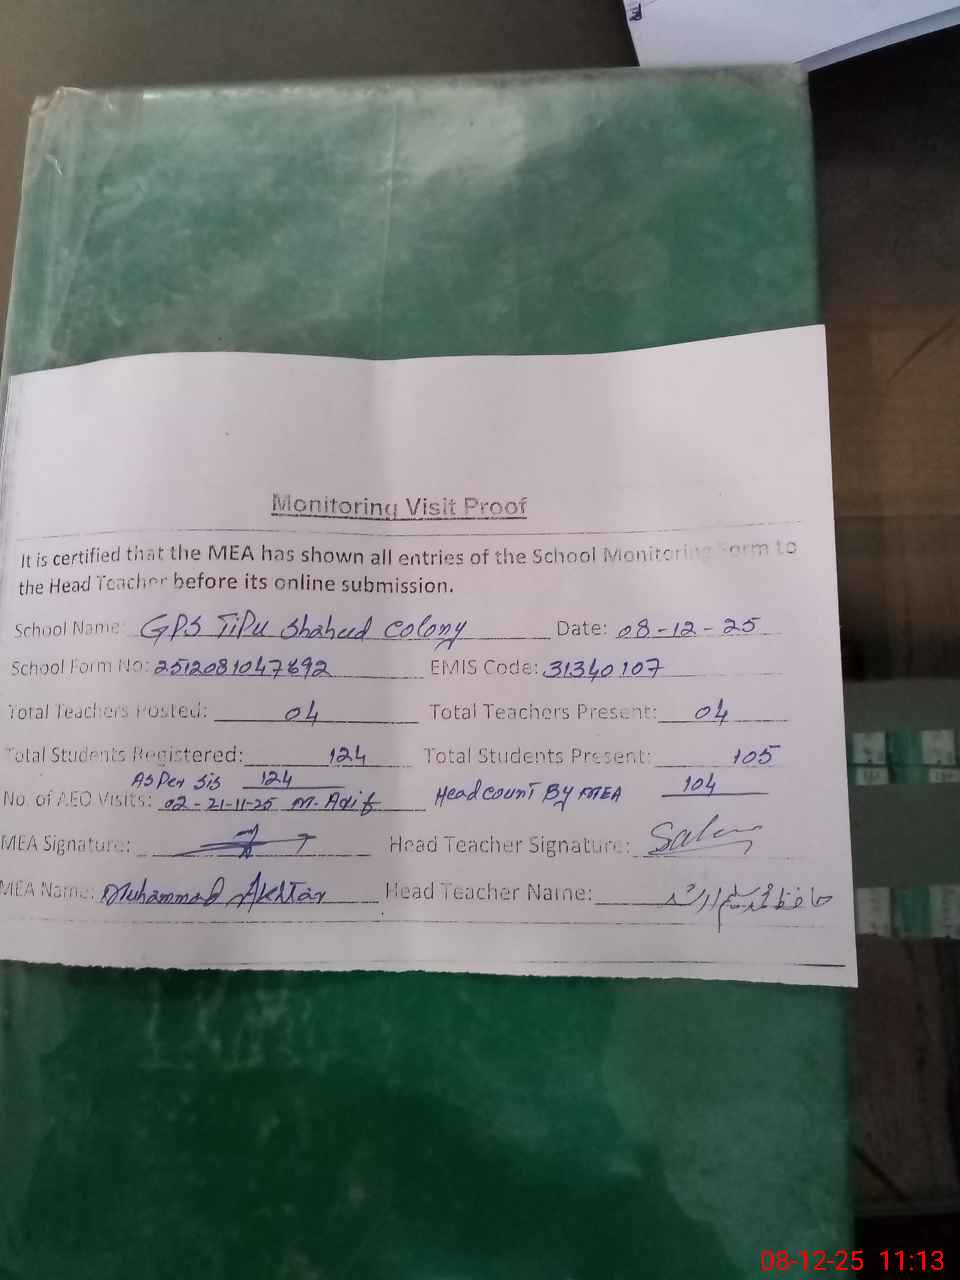 Monitoring Visit Proof
It is certified that the MEA has shown all entries of the School Monitoring Form to
the Head Teacher before its online submission.
School Name: GPS Tipu Shaheed Colony Date: 08-12-25
School Form No: 2512081047692 EMIS Code: 31340107
Total Teachers Posted: 04 Total Teachers Present: 04
Total Students Registered: 124 Total Students Present: 105
As Per Sis 124 Headcount By MEA 104
No. of AEO Visits: 02-21-11-25 M. Asif
MEA Signature: Head Teacher Signature:
MEA Name: Muhammad Akhtar Head Teacher Name: حافظ محمد
08-12-25 11:13